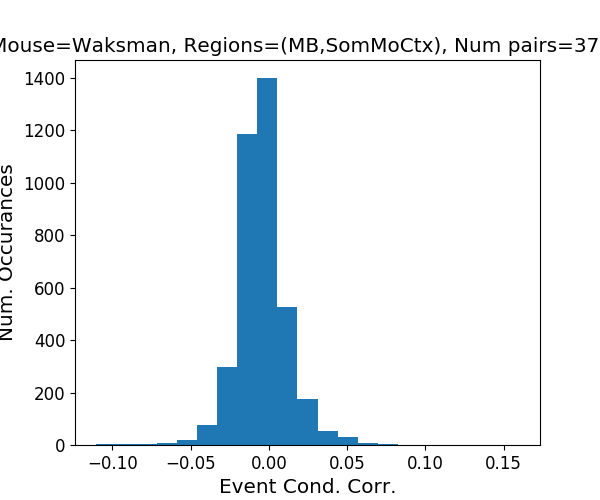 Mouse=Waksman, Regions=(MB,SomMoCtx), Num pairs=37
Num. Occurances
1400
1200
1000
800
600
400
200
0
−0.10 −0.05 0.00 0.05 0.10 0.15
Event Cond. Corr.